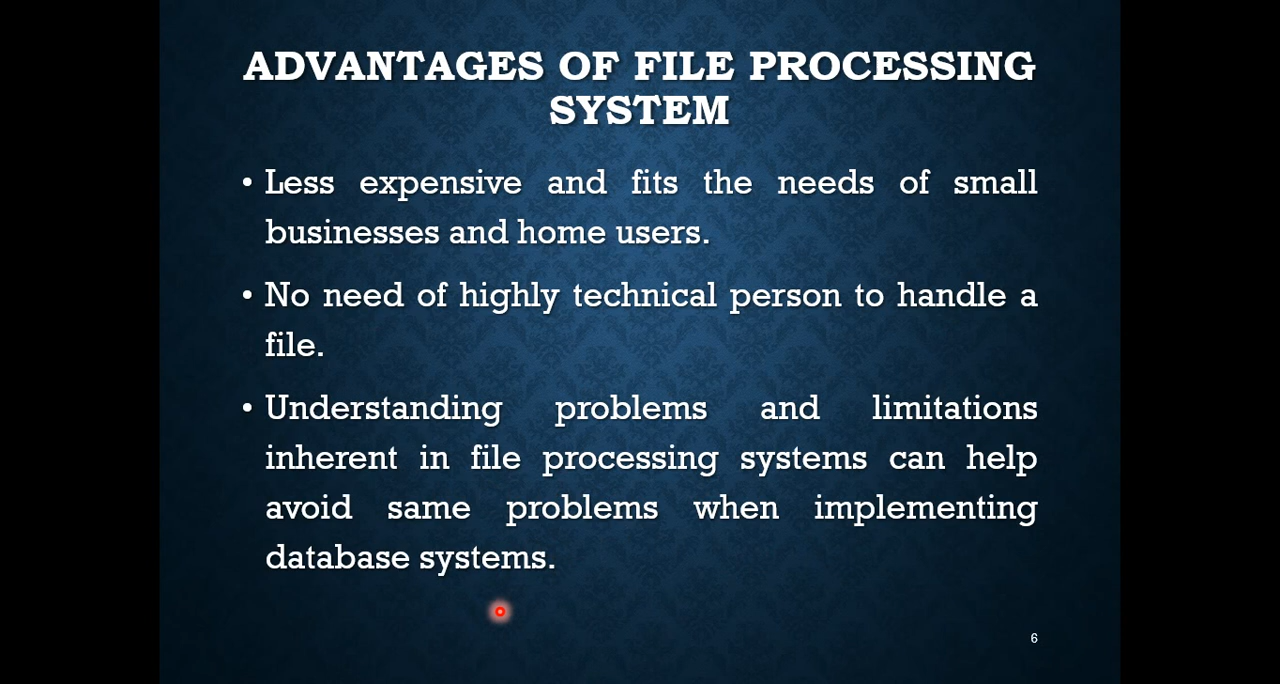 ADVANTAGES OF FILE PROCESSING
SYSTEM
• Less expensive and fits the needs of small
businesses and home users.
• No need of highly technical person to handle a
file.
• Understanding problems and limitations
inherent in file processing systems can help
avoid same problems when implementing
database systems.
6